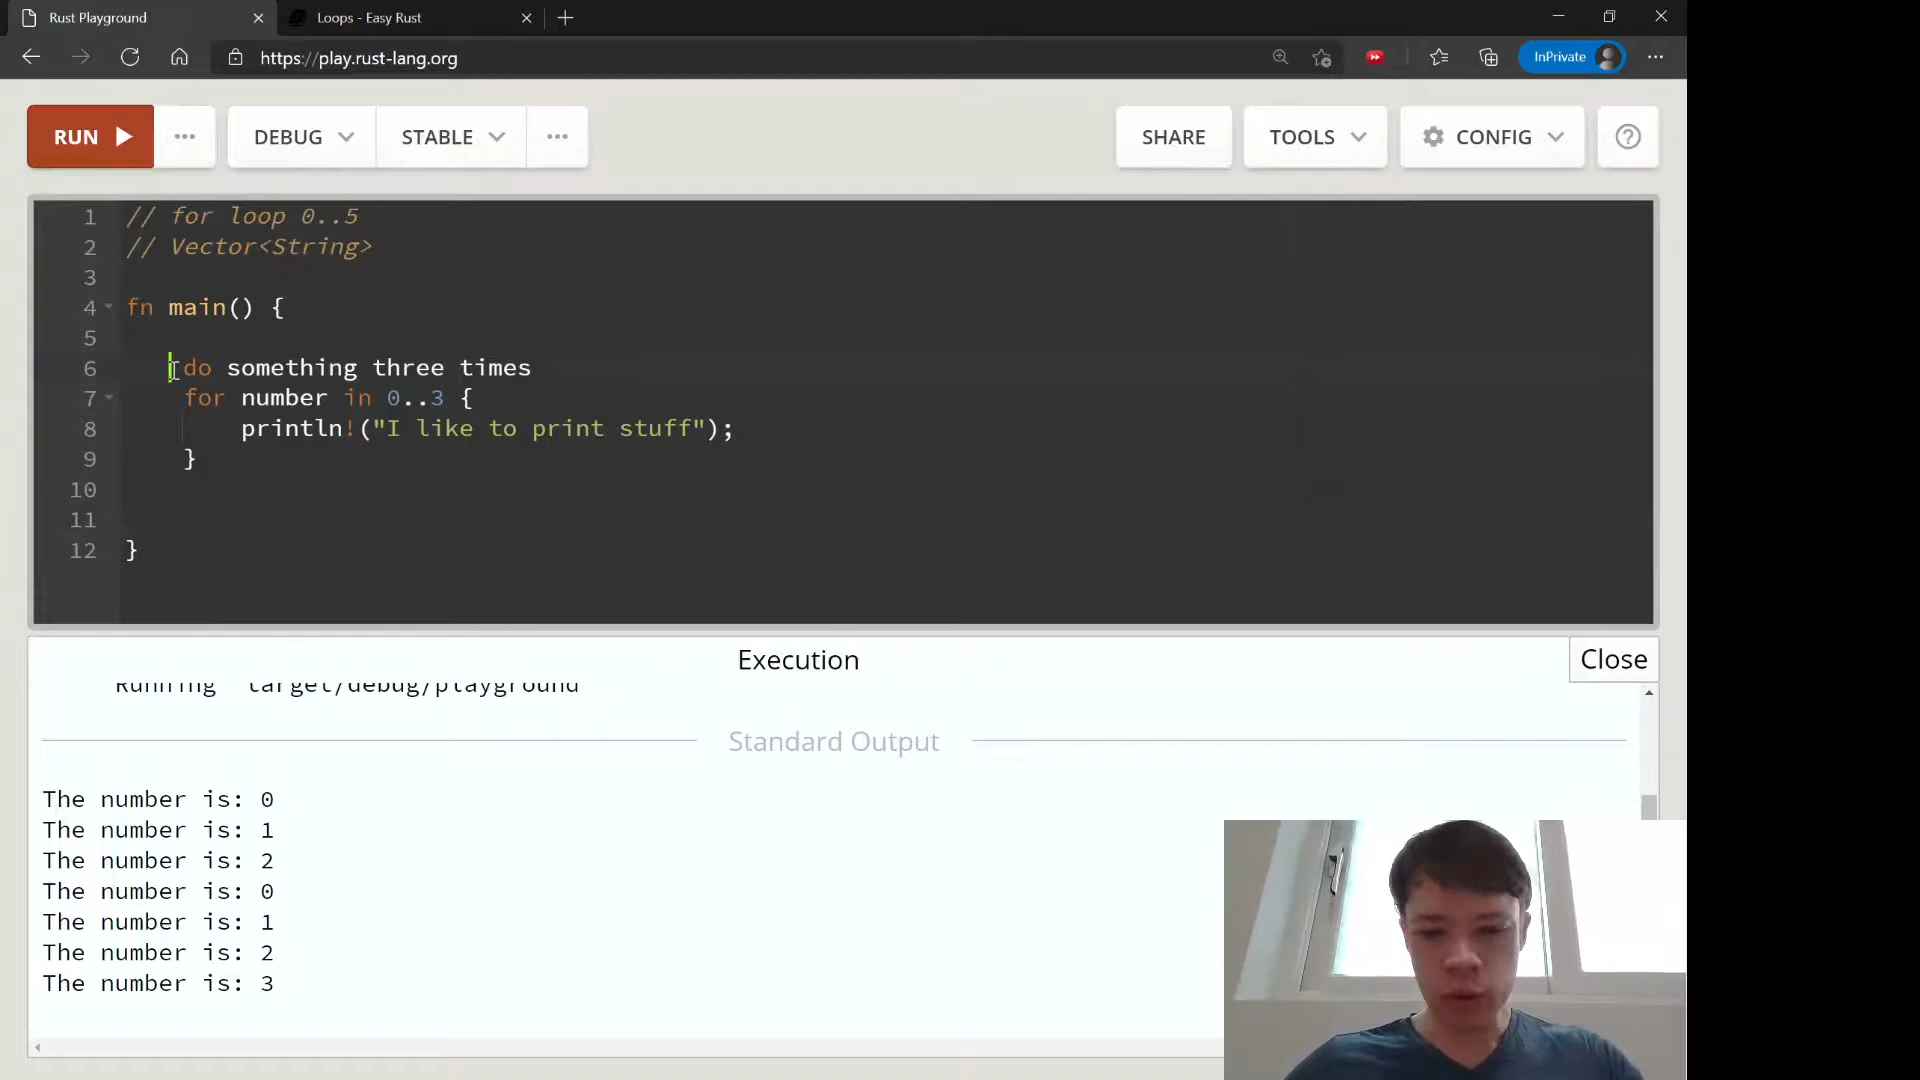 Rust Playground
Loops - Easy Rust
https://play.rust-lang.org
InPrivate
RUN
DEBUG
STABLE
SHARE
TOOLS
CONFIG
1 // for loop 0..5
2 // Vector<String>
3
4 fn main() {
5
6 do something three times
7 for number in 0..3 {
8 println!("I like to print stuff");
9 }
10
11
12 }
Execution
Close
Running target/debug/playground
Standard Output
The number is: 0
The number is: 1
The number is: 2
The number is: 0
The number is: 1
The number is: 2
The number is: 3